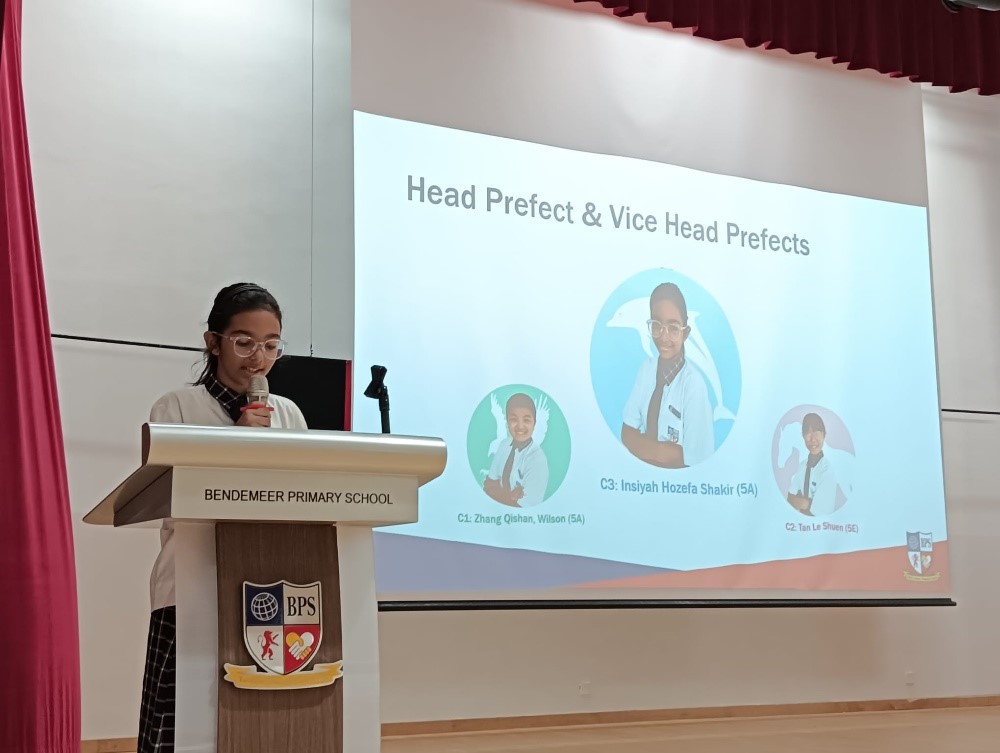 Head Prefect & Vice Head Prefects
C3: Insiyah Hozefa Shakir (5A)
C1: Zhang Qishan, Wilson (5A)
C2: Tan Le Shuen (5E)
BPS
BENDEMEER PRIMARY SCHOOL
BPS